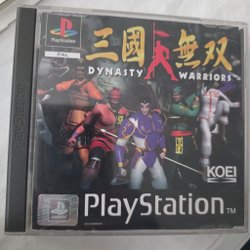 PlayStation
PAL
三國無双
DYNASTY WARRIORS
KOEI
PlayStation